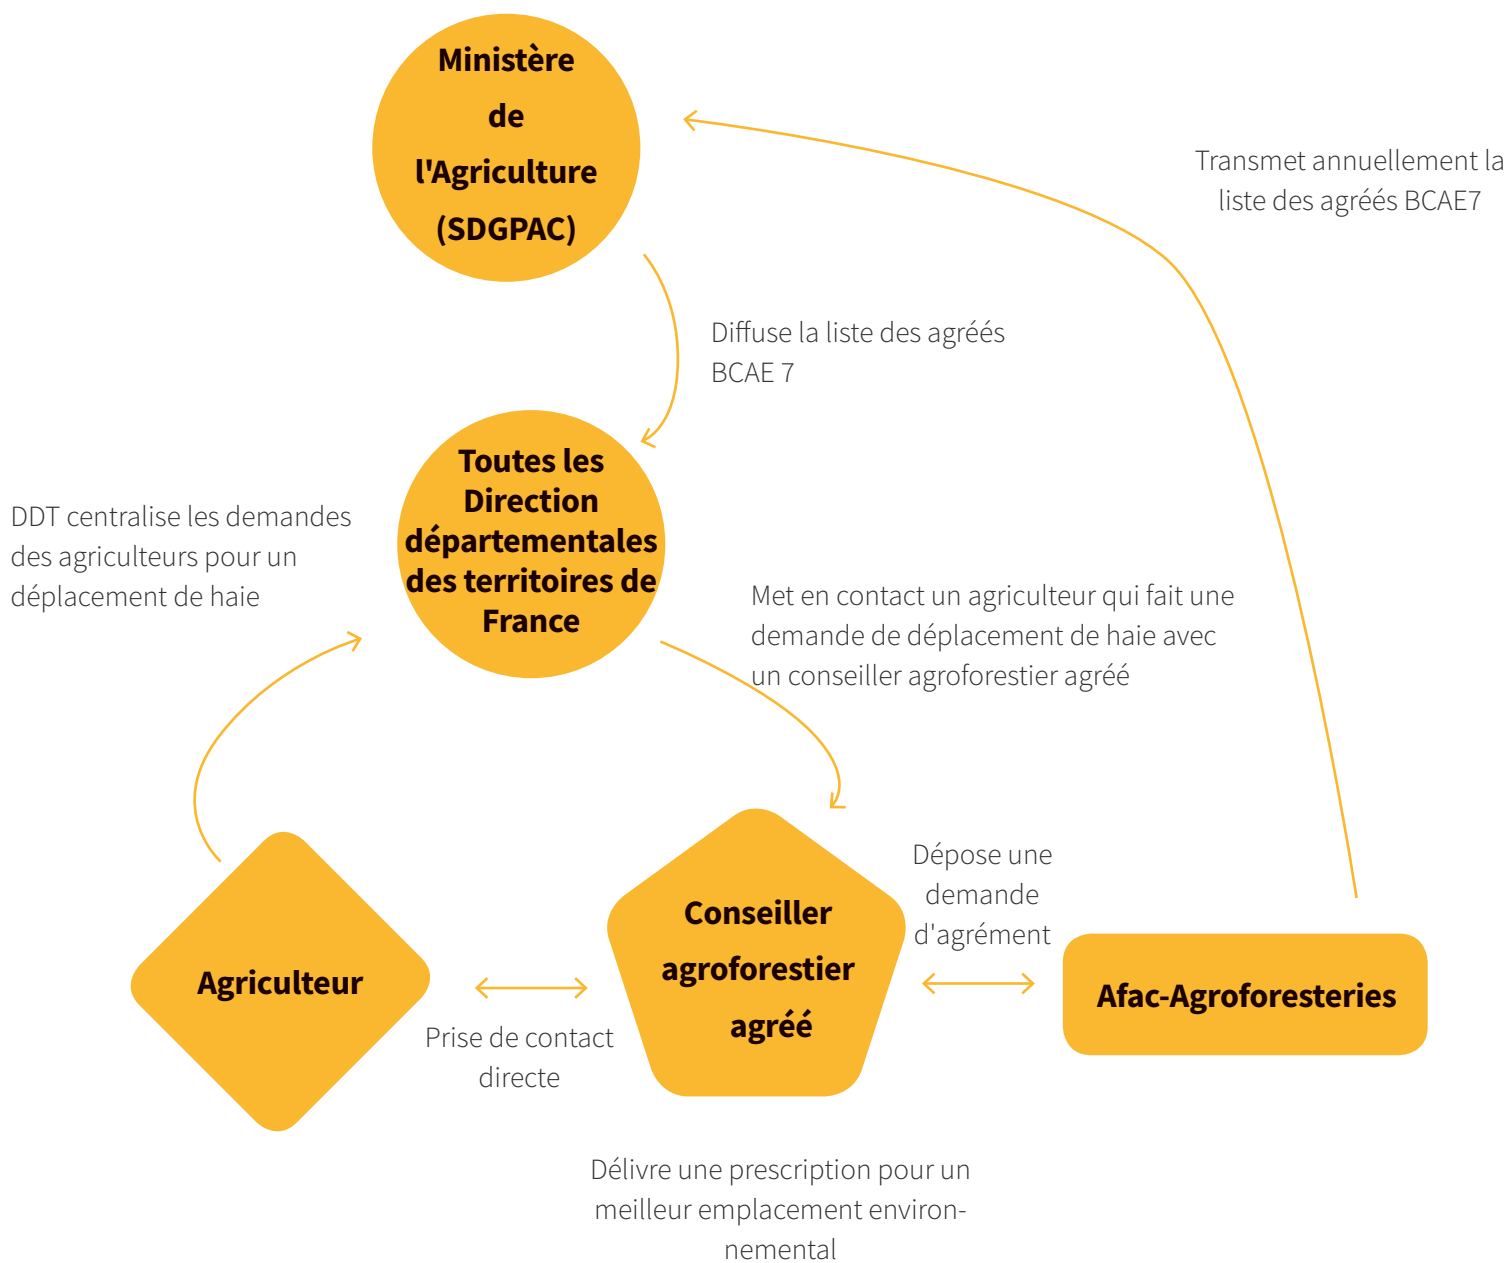 Ministère
de
l'Agriculture
(SDGPAC)
Transmet annuellement la
liste des agréés BCAE7
Diffuse la liste des agréés
BCAE 7
Toutes les
Direction
départementales
des territoires de
France
DDT centralise les demandes
des agriculteurs pour un
déplacement de haie
Met en contact un agriculteur qui fait une
demande de déplacement de haie avec
un conseiller agroforestier agréé
Agriculteur
Prise de contact
directe
Conseiller
agroforestier
agréé
Dépose une
demande
d'agrément
Afac-Agroforesteries
Délivre une prescription pour un
meilleur emplacement environ-
nemental